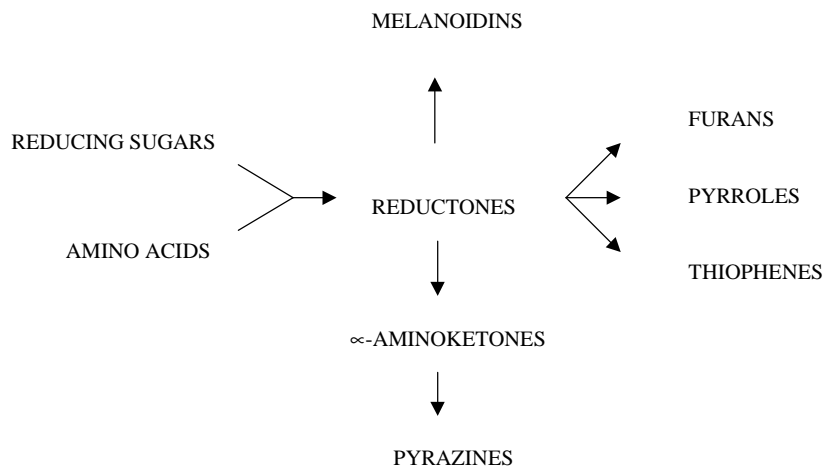 MELANOIDINS
FURANS
REDUCING SUGARS
PYRROLES
REDUCTONES
AMINO ACIDS
THIOPHENES
∝-AMINOKETONES
PYRAZINES